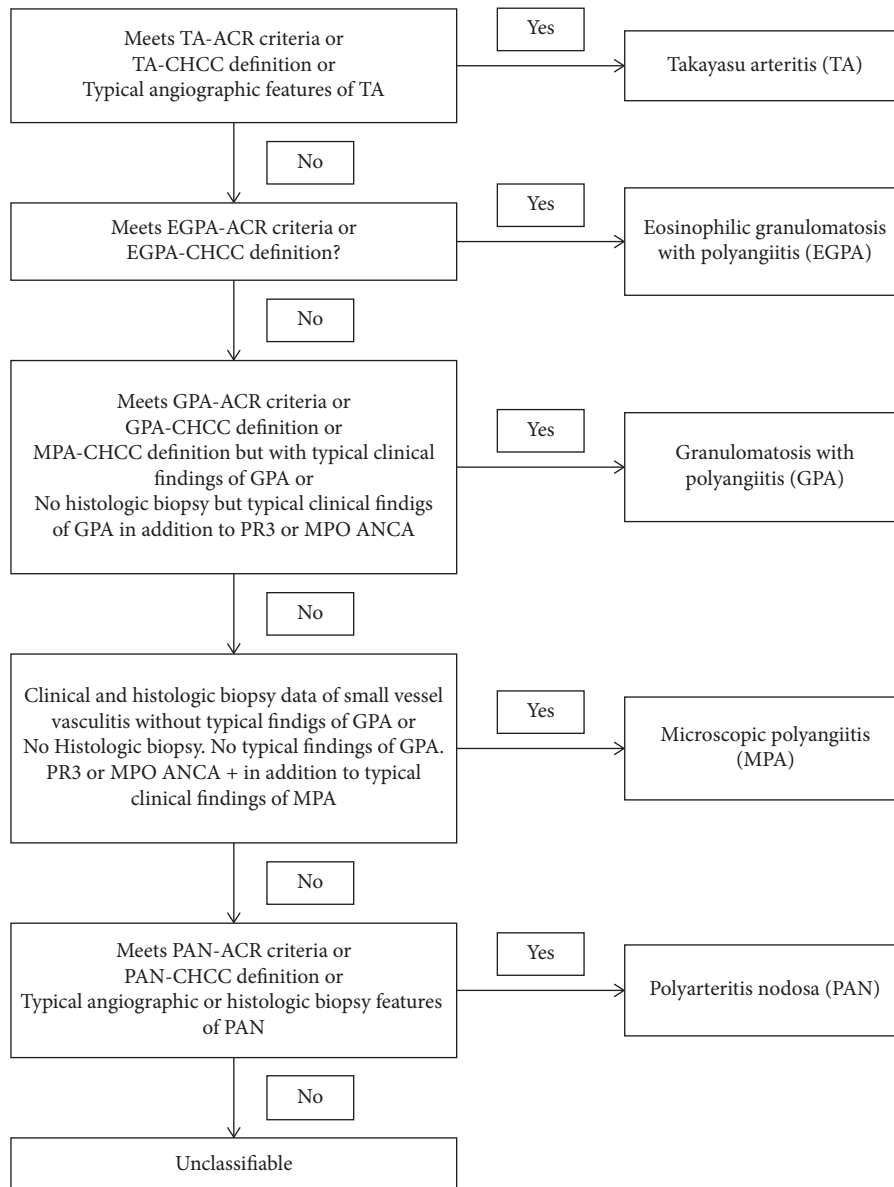 Meets TA-ACR criteria or
TA-CHCC definition or
Typical angiographic features of TA
Yes
Takayasu arteritis (TA)
No
Meets EGPA-ACR criteria or
EGPA-CHCC definition?
Yes
Eosinophilic granulomatosis
with polyangiitis (EGPA)
No
Meets GPA-ACR criteria or
GPA-CHCC definition or
MPA-CHCC definition but with typical clinical
findings of GPA or
No histologic biopsy but typical clinical findigs
of GPA in addition to PR3 or MPO ANCA
Yes
Granulomatosis with
polyangiitis (GPA)
No
Clinical and histologic biopsy data of small vessel
vasculitis without typical findigs of GPA or
No Histologic biopsy. No typical findings of GPA.
PR3 or MPO ANCA + in addition to typical
clinical findings of MPA
Yes
Microscopic polyangiitis
(MPA)
No
Meets PAN-ACR criteria or
PAN-CHCC definition or
Typical angiographic or histologic biopsy features
of PAN
Yes
Polyarteritis nodosa (PAN)
No
Unclassifiable